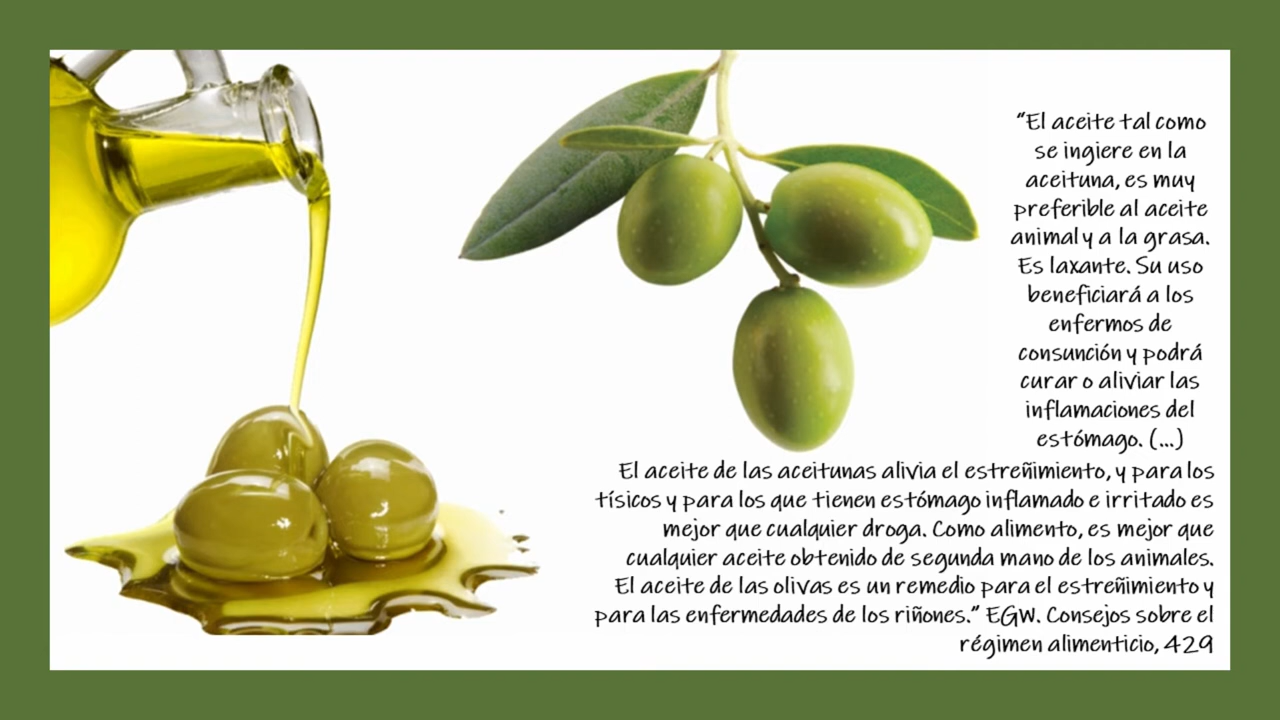 “El aceite tal como
se ingiere en la
aceituna, es muy
preferible al aceite
animal y a la grasa.
Es laxante. Su uso
beneficiará a los
enfermos de
consunción y podrá
curar o aliviar las
inflamaciones del
estómago. (...)
El aceite de las aceitunas alivia el estreñimiento, y para los
tísicos y para los que tienen estómago inflamado e irritado es
mejor que cualquier droga. Como alimento, es mejor que
cualquier aceite obtenido de segunda mano de los animales.
El aceite de las olivas es un remedio para el estreñimiento y
para las enfermedades de los riñones.” EGW. Consejos sobre el
régimen alimenticio, 429